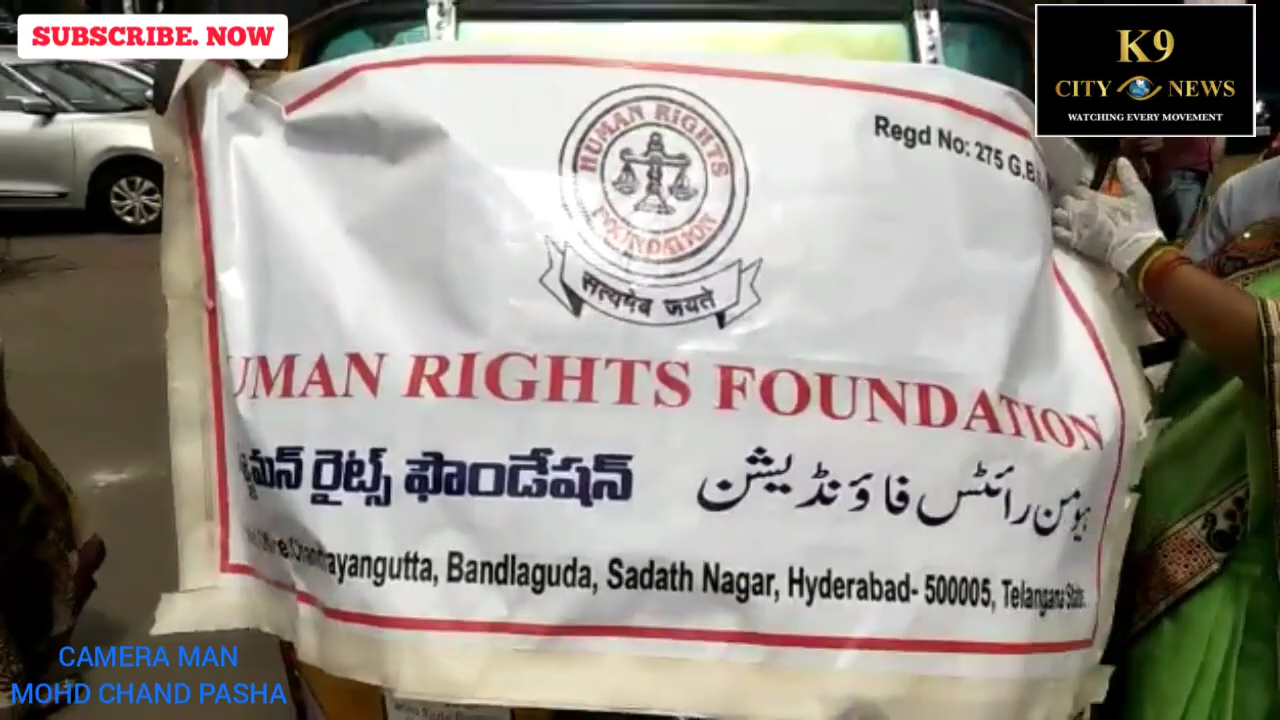 SUBSCRIBE. NOW
K9
CITY NEWS
WATCHING EVERY MOVEMENT
HUMAN RIGHTS
FOUNDATION
सत्यमेव जयते
Regd No: 275 G.B
UMAN RIGHTS FOUNDATION
హ్యూమన్ రైట్స్ ఫౌండేషన్
ہیومن رائٹس فاؤنڈیشن
Chandrayangutta, Bandlaguda, Sadath Nagar, Hyderabad- 500005, Telangana State.
CAMERA MAN
MOHD CHAND PASHA